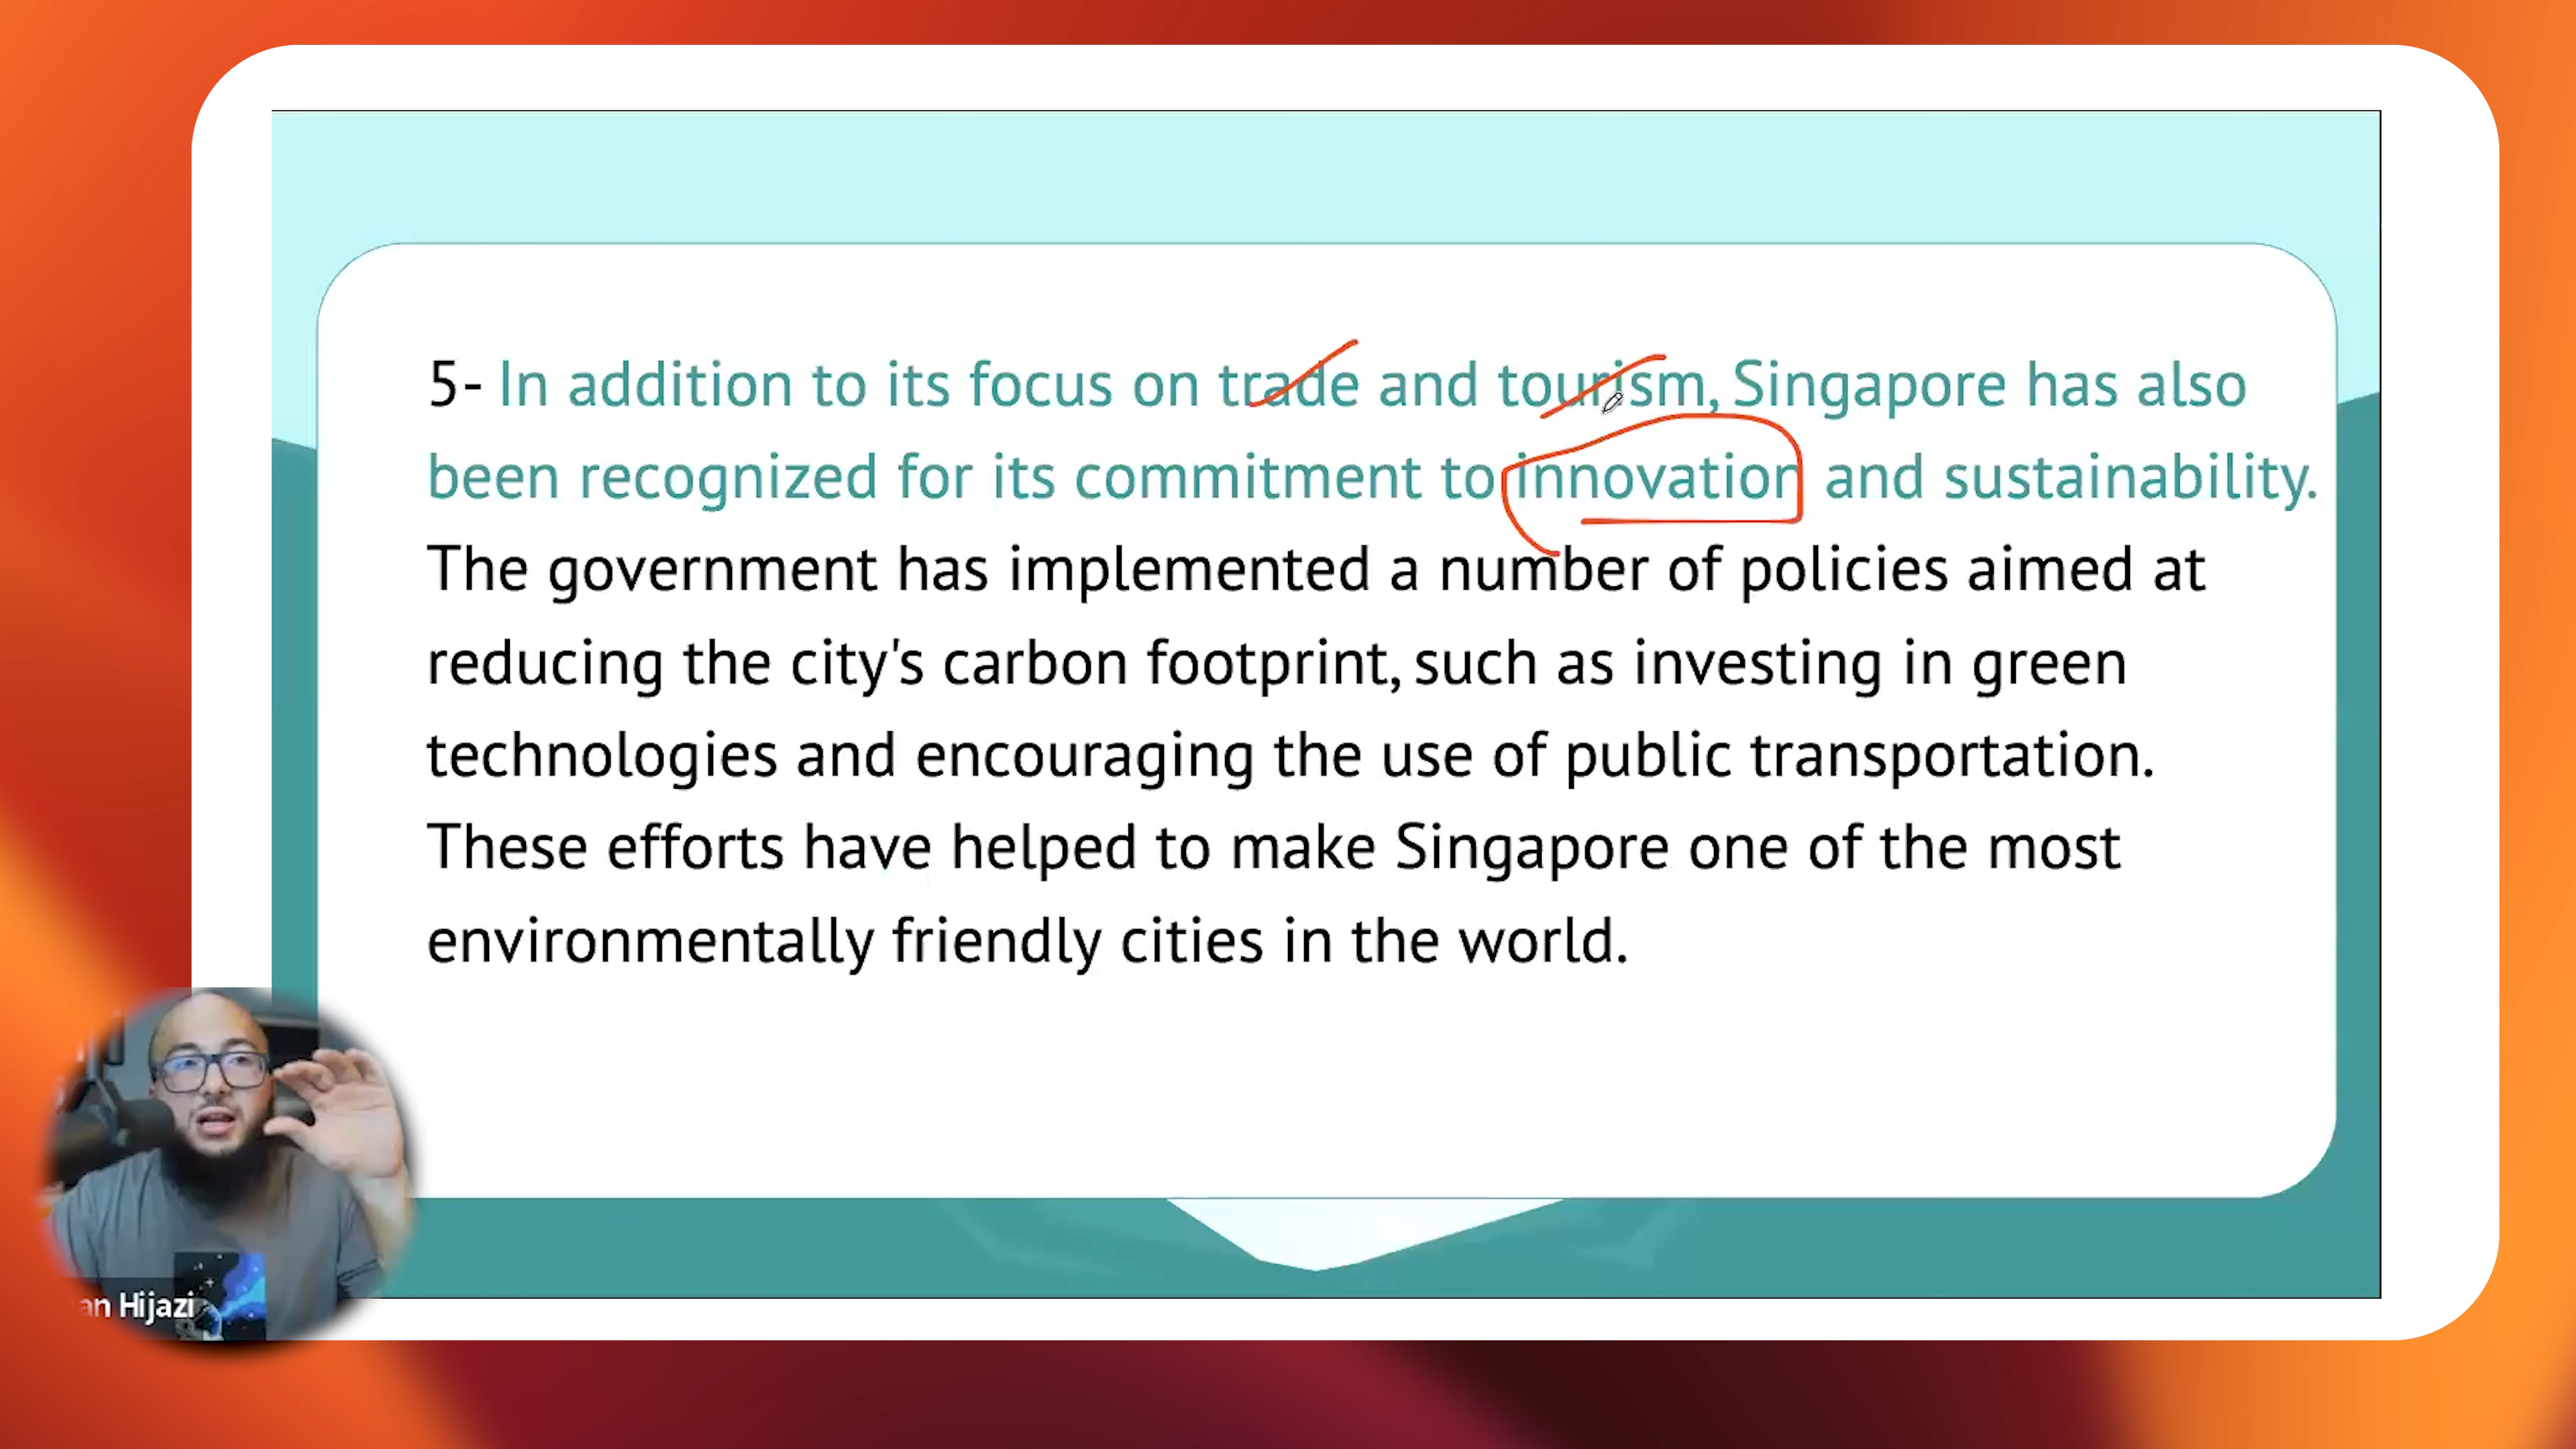 5- In addition to its focus on trade and tourism, Singapore has also
been recognized for its commitment to innovation and sustainability.
The government has implemented a number of policies aimed at
reducing the city's carbon footprint, such as investing in green
technologies and encouraging the use of public transportation.
These efforts have helped to make Singapore one of the most
environmentally friendly cities in the world.
Hijazi